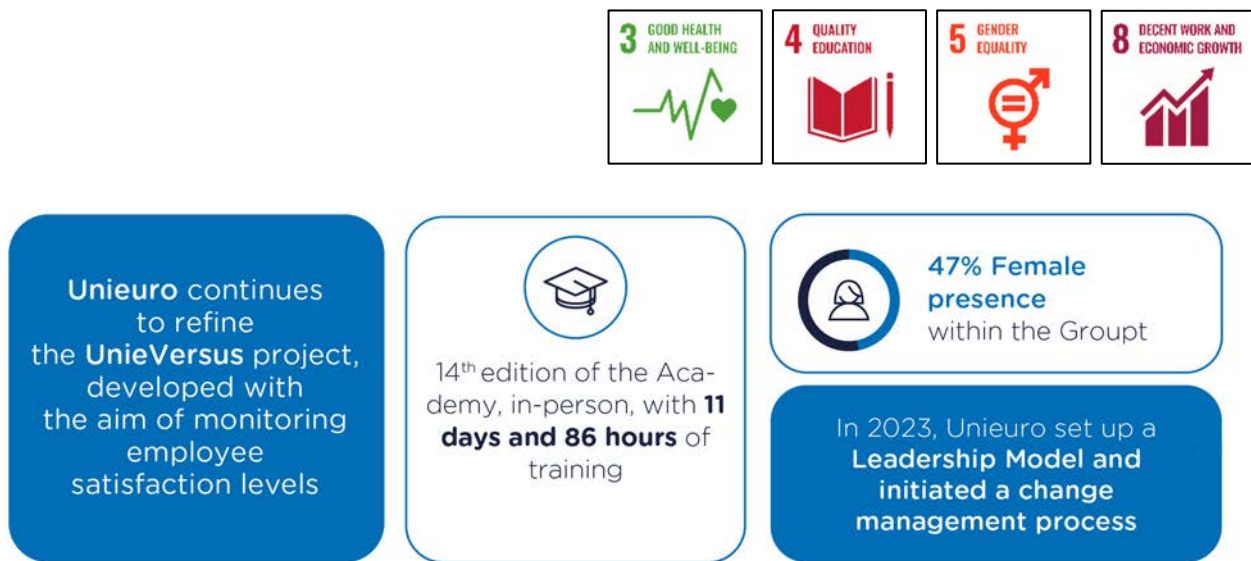 3 GOOD HEALTH
AND WELL-BEING
4 QUALITY
EDUCATION
5 GENDER
EQUALITY
8 DECENT WORK AND
ECONOMIC GROWTH
Unieuro continues
to refine
the UnieVersus project,
developed with
the aim of monitoring
employee
satisfaction levels
14th edition of the Aca-
demy, in-person, with 11
days and 86 hours of
training
47% Female
presence
within the Groupt
In 2023, Unieuro set up a
Leadership Model and
initiated a change
management process